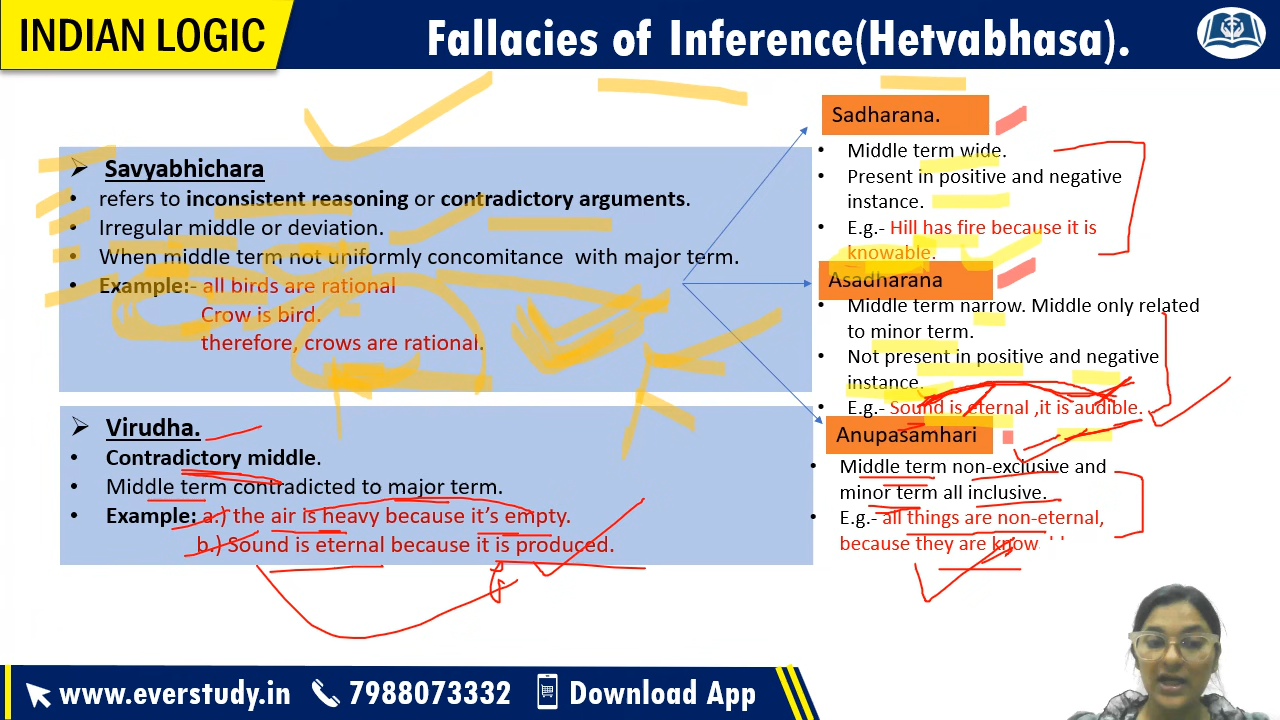 INDIAN LOGIC
Fallacies of Inference(Hetvabhasa).
Savyabhichara
refers to inconsistent reasoning or contradictory arguments.
Irregular middle or deviation.
When middle term not uniformly concomitance with major term.
Example:- all birds are rational
Crow is bird.
therefore, crows are rational.
Virudha.
Contradictory middle.
Middle term contradicted to major term.
Example: a.) the air is heavy because it's empty.
b.) Sound is eternal because it is produced.
Sadharana.
Middle term wide.
Present in positive and negative
instance.
E.g.- Hill has fire because it is
knowable.
Asadharana
Middle term narrow. Middle only related
to minor term.
Not present in positive and negative
instance.
E.g.- Sound is eternal ,it is audible.
Anupasamhari
Middle term non-exclusive and
minor term all inclusive.
E.g.- all things are non-eternal,
because they are know
www.everstudy.in 7988073332 Download App